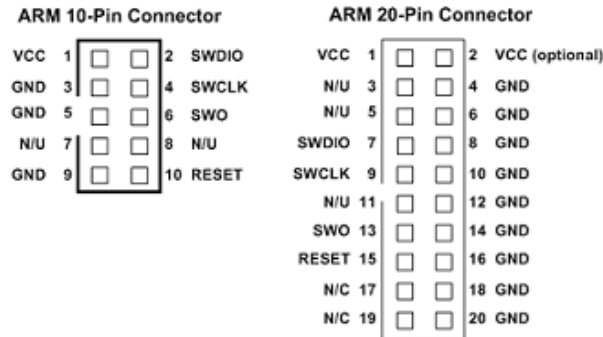 ARM 10-Pin Connector
VCC 1 2 SWDIO
GND 3 4 SWCLK
GND 5 6 SWO
N/U 7 8 N/U
GND 9 10 RESET
ARM 20-Pin Connector
VCC 1 2 VCC (optional)
N/U 3 4 GND
N/U 5 6 GND
SWDIO 7 8 GND
SWCLK 9 10 GND
N/U 11 12 GND
SWO 13 14 GND
RESET 15 16 GND
N/C 17 18 GND
N/C 19 20 GND